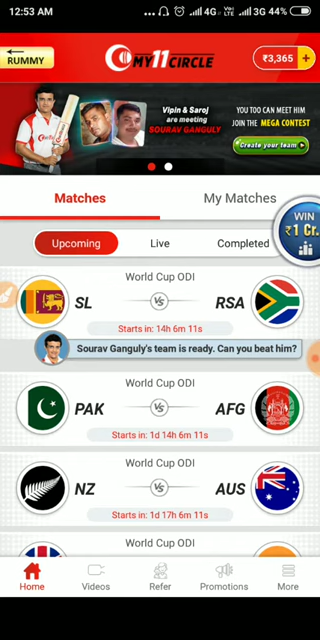 12:53 AM
... 4G VoLTE 3G 44%
RUMMY
MY11CIRCLE
₹3,365 +
Vipin & Saroj
are meeting
SOURAV GANGULY
YOU TOO CAN MEET HIM
JOIN THE MEGA CONTEST
Create your team
Matches
My Matches
WIN
₹1 Cr.
Upcoming
Live
Completed
World Cup ODI
SL
VS
RSA
Starts in: 14h 6m 11s
Sourav Ganguly's team is ready. Can you beat him?
World Cup ODI
PAK
VS
AFG
Starts in: 1d 14h 6m 11s
World Cup ODI
NZ
VS
AUS
Starts in: 1d 17h 6m 11s
World Cup ODI
Home
Videos
Refer
Promotions
More